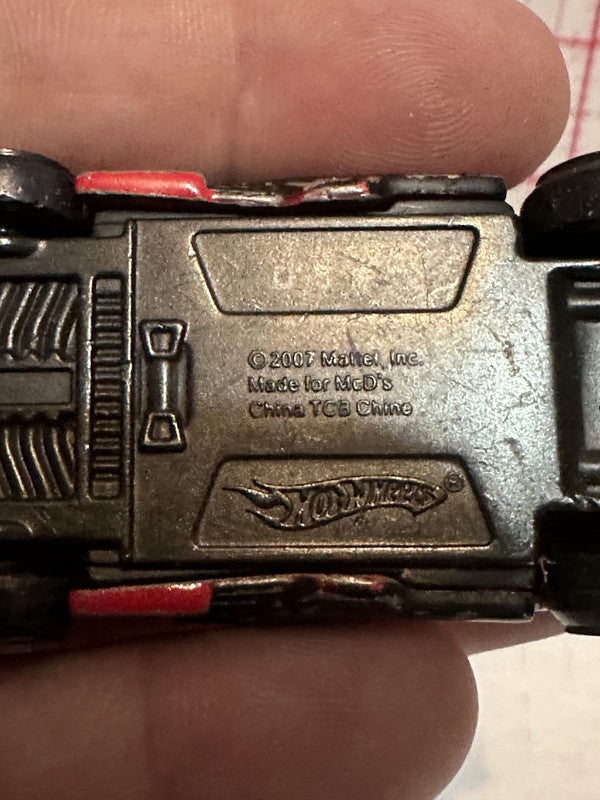 © 2007 Mattel, Inc.
Made for McD's
China TCB Chine
HOT WHEELS ®